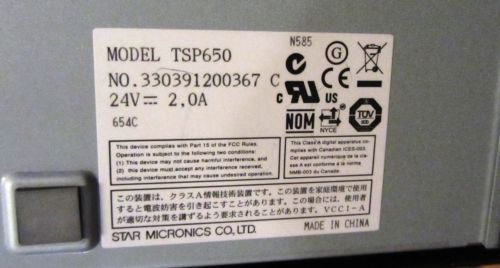 N585
MODEL TSP650
NO.330391200367 C
24V⎓2.0A
654C
NOM
NYCE
TÜV
This device complies with Part 15 of the FCC Rules.
Operation is subject to the following two conditions:
(1) This device may not cause harmful interference, and
(2) this device must accept any interference received,
including interference that may cause undesired operation.
This Class A digital apparatus co-
mplies with Canadian ICES-003.
Cet appareil numérique de la clas-
se A est conforme à la norme
NMB-003 du Canada.
この装置は、クラスA情報技術装置です。この装置を家庭環境で使用
すると電波妨害を引き起こすことがあります。この場合には使用者
が適切な対策を講ずるよう要求されることがあります。VCCI-A
STAR MICRONICS CO., LTD.
MADE IN CHINA